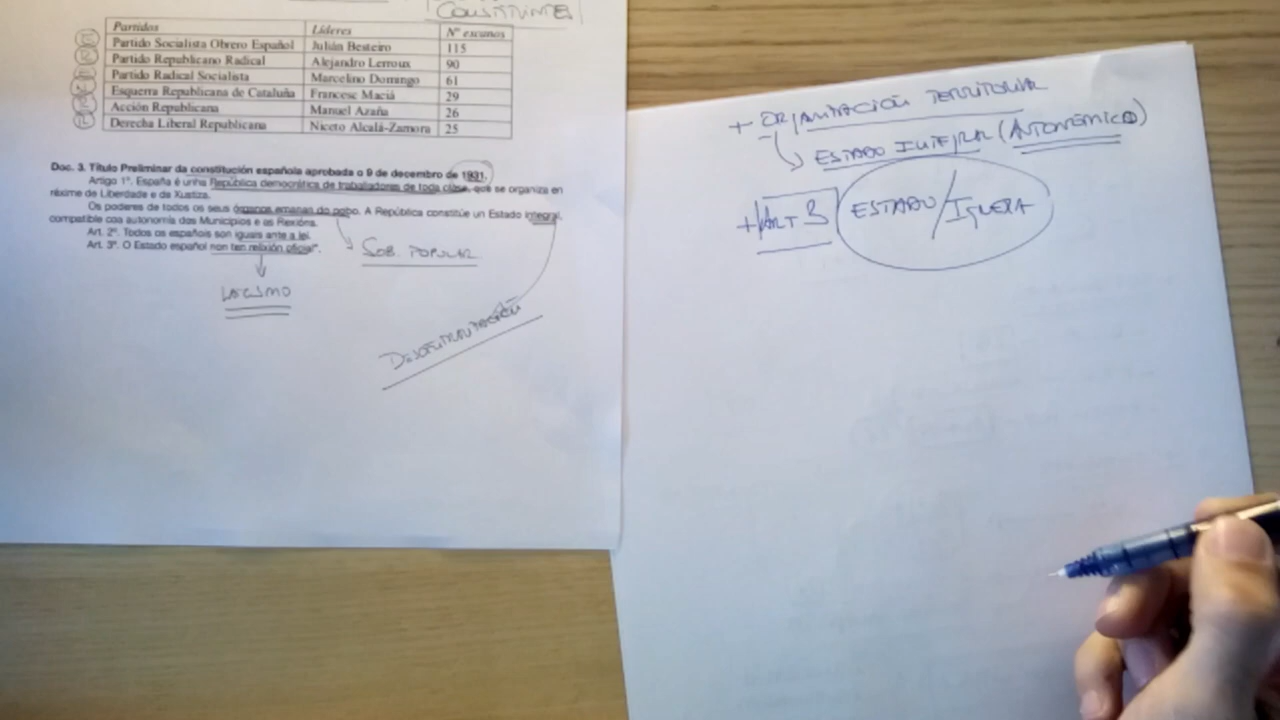 CONSTITUINTES
Partidos Líderes Nº escanos
Partido Socialista Obrero Español Julián Besteiro 115
Partido Republicano Radical Alejandro Lerroux 90
Partido Radical Socialista Marcelino Domingo 61
Esquerra Republicana de Cataluña Francesc Maciá 29
Acción Republicana Manuel Azaña 26
Derecha Liberal Republicana Niceto Alcalá-Zamora 25
Doc. 3. Título Preliminar da constitución española aprobada o 9 de decembro de 1931.
Artigo 1º. España é unha República democrática de traballadores de toda clase, que se organiza en
réxime de Liberdade e da Xustiza.
Os poderes de todos os seus órganos emanan do pobo. A República constitúe un Estado integral,
compatible coa autonomía dos Municipios e as Rexións.
Art. 2º. Todos os españois son iguais ante a lei.
Art. 3º. O Estado español non ten relixión oficial".
SOB. POPULAR
LAICISMO
+ ORGANIZACIÓN TERRITORIAL
ESTADO INTEGRAL (AUTONÓMICO)
+ ART 3 ESTADO/IGLEXA